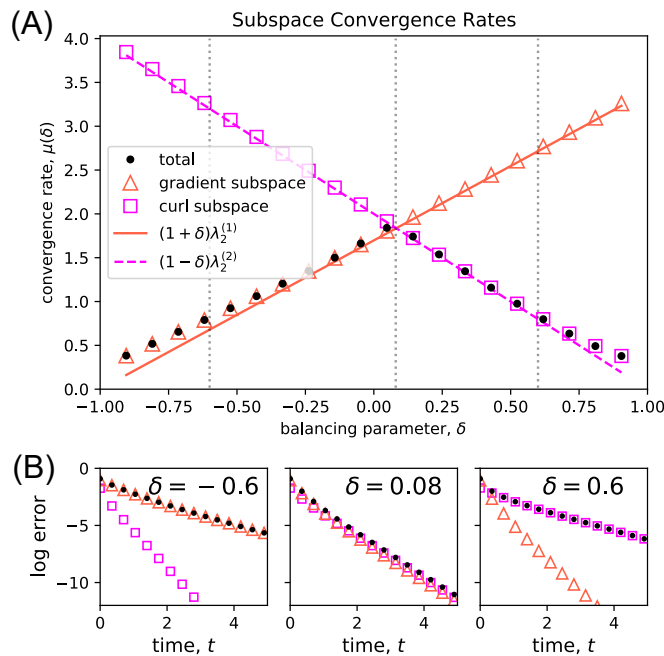 (A)
Subspace Convergence Rates
convergence rate, μ(δ)
4.0
3.5
3.0
2.5
2.0
1.5
1.0
0.5
0.0
total
gradient subspace
curl subspace
(1 + δ)λ₂⁽¹⁾
(1 − δ)λ₂⁽²⁾
−1.00 −0.75 −0.50 −0.25 0.00 0.25 0.50 0.75 1.00
balancing parameter, δ
(B)
δ = −0.6 δ = 0.08 δ = 0.6
log error
0
−5
−10
0 2 4 0 2 4 0 2 4
time, t time, t time, t